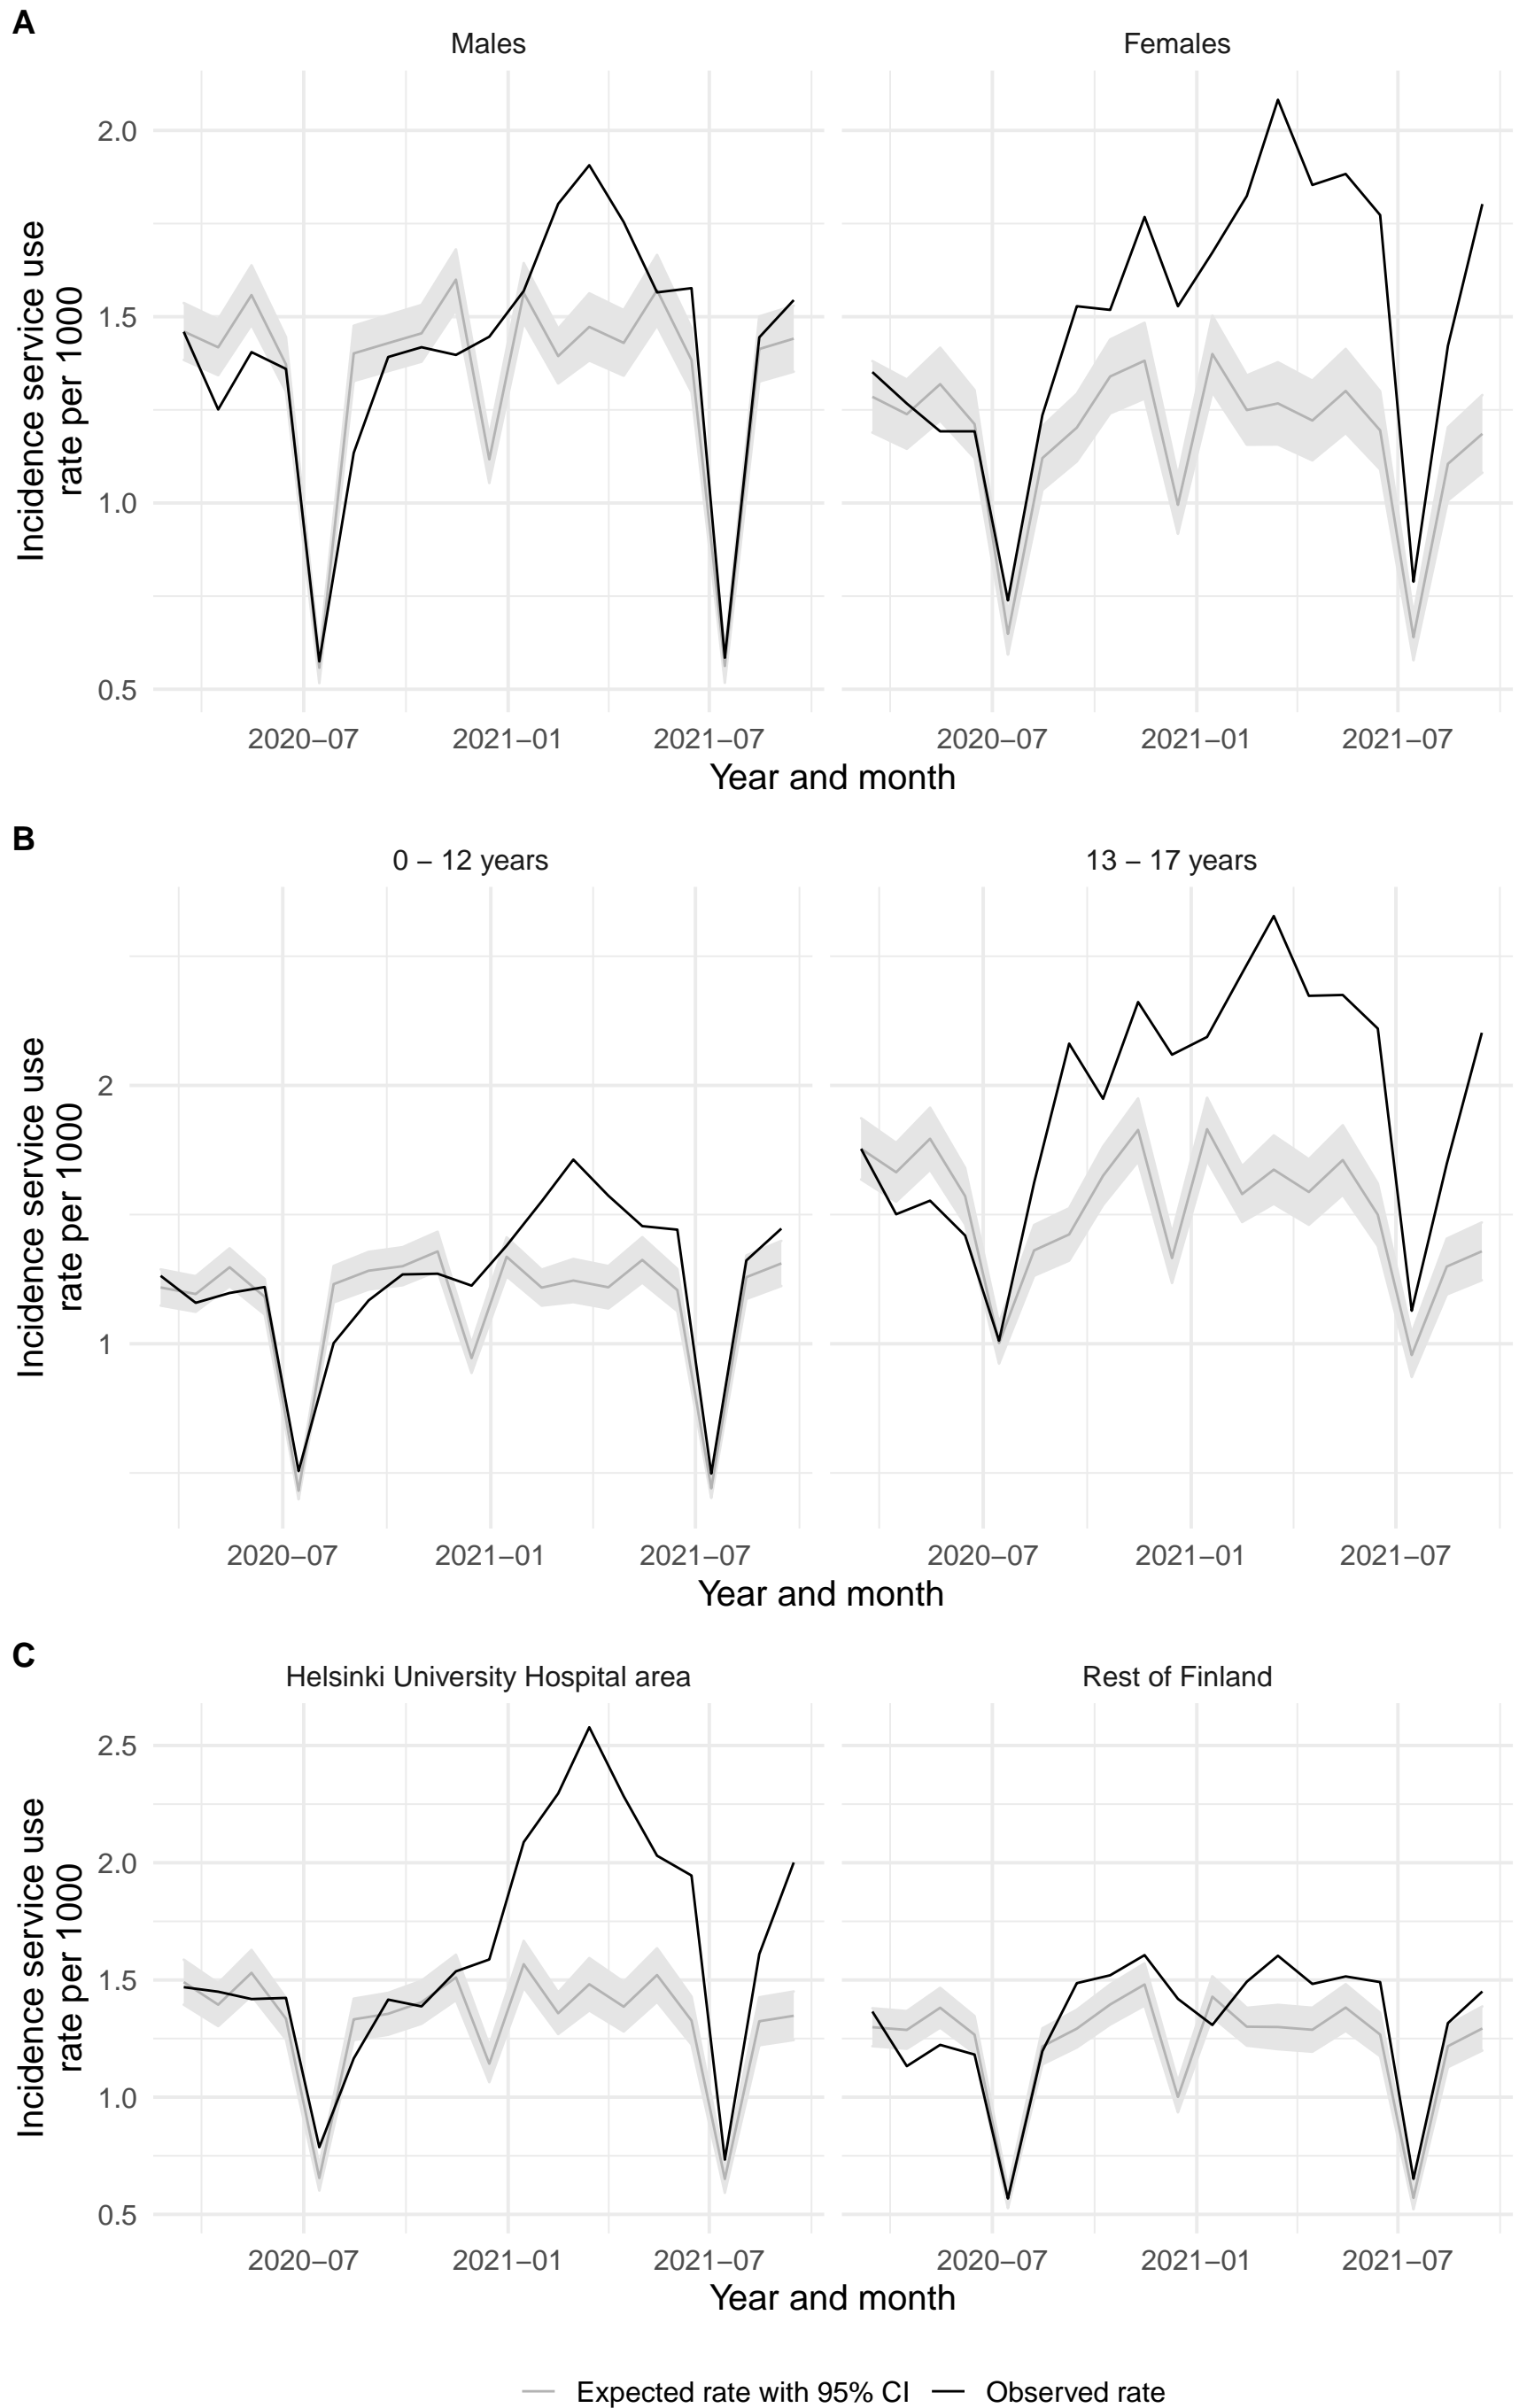 A
Males
Females
Incidence service use
rate per 1000
2.0
1.5
1.0
0.5
2020−07
2021−01
2021−07
2020−07
2021−01
2021−07
Year and month
B
0 − 12 years
13 − 17 years
Incidence service use
rate per 1000
2
1
2020−07
2021−01
2021−07
2020−07
2021−01
2021−07
Year and month
C
Helsinki University Hospital area
Rest of Finland
Incidence service use
rate per 1000
2.5
2.0
1.5
1.0
0.5
2020−07
2021−01
2021−07
2020−07
2021−01
2021−07
Year and month
Expected rate with 95% CI
Observed rate